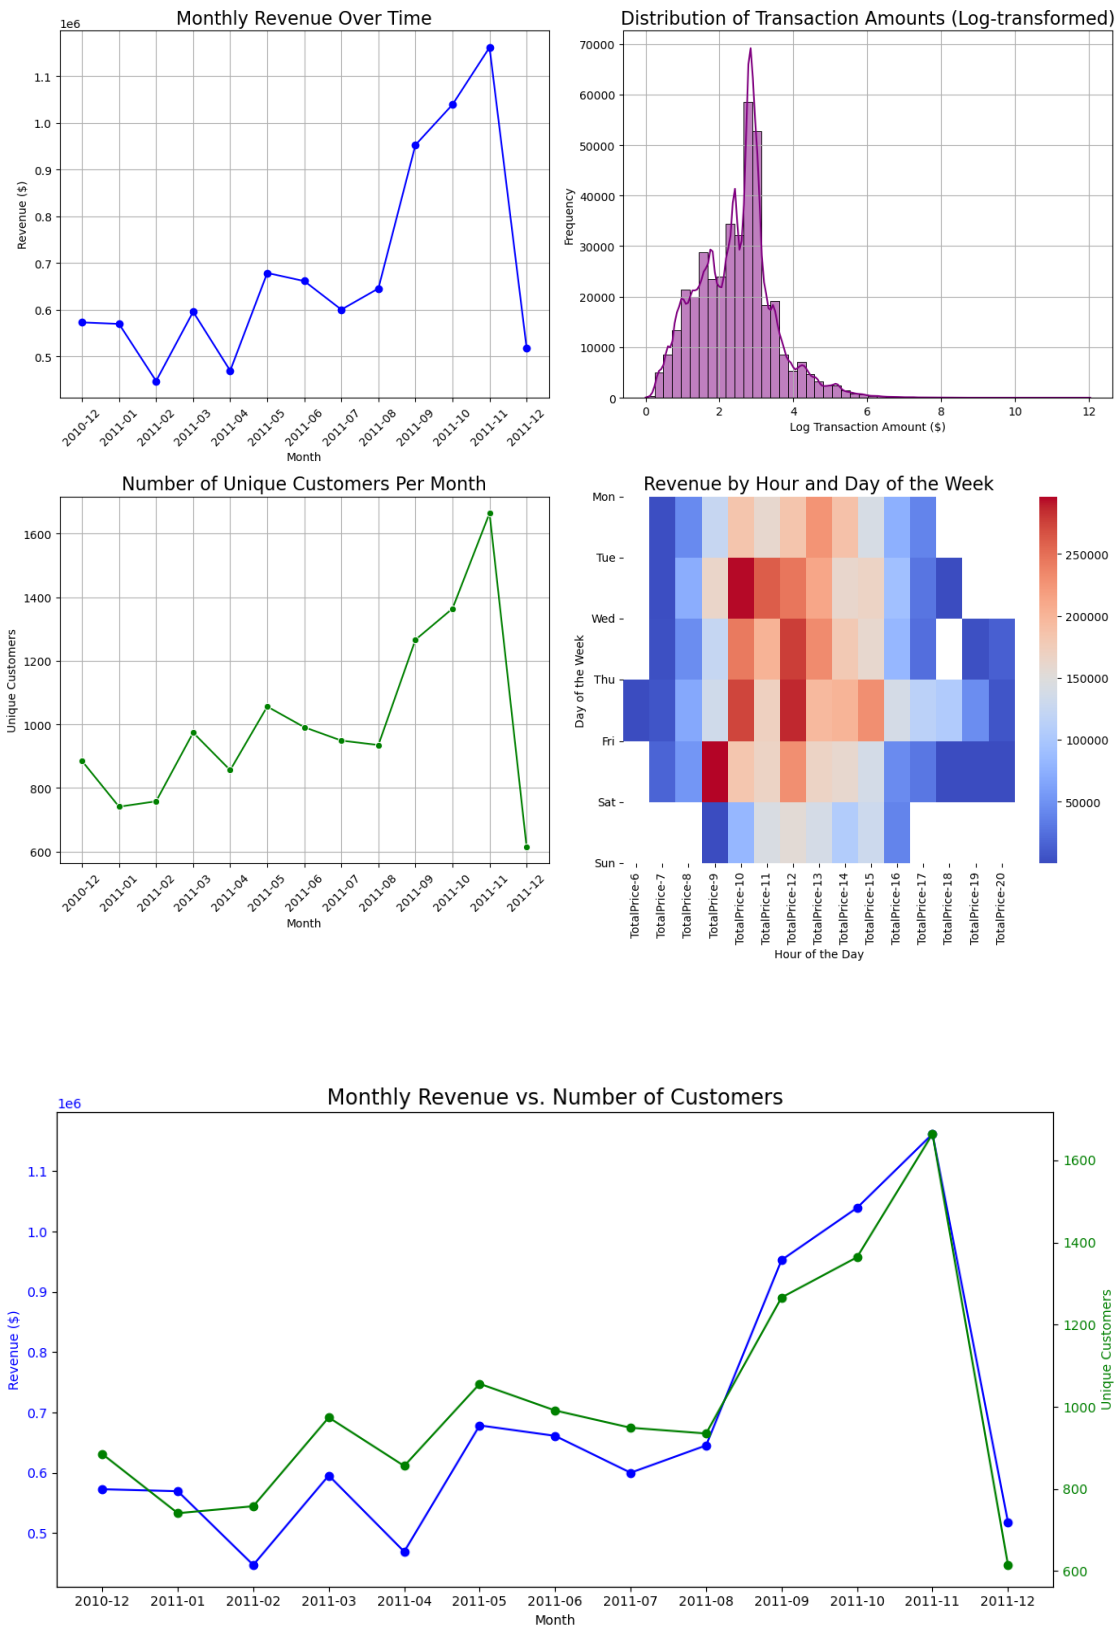 Monthly Revenue Over Time
1e6
1.1
1.0
0.9
0.8
0.7
0.6
0.5
Revenue ($)
2010-12
2011-01
2011-02
2011-03
2011-04
2011-05
2011-06
2011-07
2011-08
2011-09
2011-10
2011-11
2011-12
Month
Distribution of Transaction Amounts (Log-transformed)
70000
60000
50000
40000
30000
20000
10000
0
Frequency
0 2 4 6 8 10 12
Log Transaction Amount ($)
Number of Unique Customers Per Month
1600
1400
1200
1000
800
600
Unique Customers
2010-12
2011-01
2011-02
2011-03
2011-04
2011-05
2011-06
2011-07
2011-08
2011-09
2011-10
2011-11
2011-12
Month
Revenue by Hour and Day of the Week
Mon
Tue
Wed
Thu
Fri
Sat
Sun
Day of the Week
TotalPrice-6
TotalPrice-7
TotalPrice-8
TotalPrice-9
TotalPrice-10
TotalPrice-11
TotalPrice-12
TotalPrice-13
TotalPrice-14
TotalPrice-15
TotalPrice-16
TotalPrice-17
TotalPrice-18
TotalPrice-19
TotalPrice-20
Hour of the Day
250000
200000
150000
100000
50000
Monthly Revenue vs. Number of Customers
1e6
1.1
1.0
0.9
0.8
0.7
0.6
0.5
Revenue ($)
1600
1400
1200
1000
800
600
Unique Customers
2010-12 2011-01 2011-02 2011-03 2011-04 2011-05 2011-06 2011-07 2011-08 2011-09 2011-10 2011-11 2011-12
Month